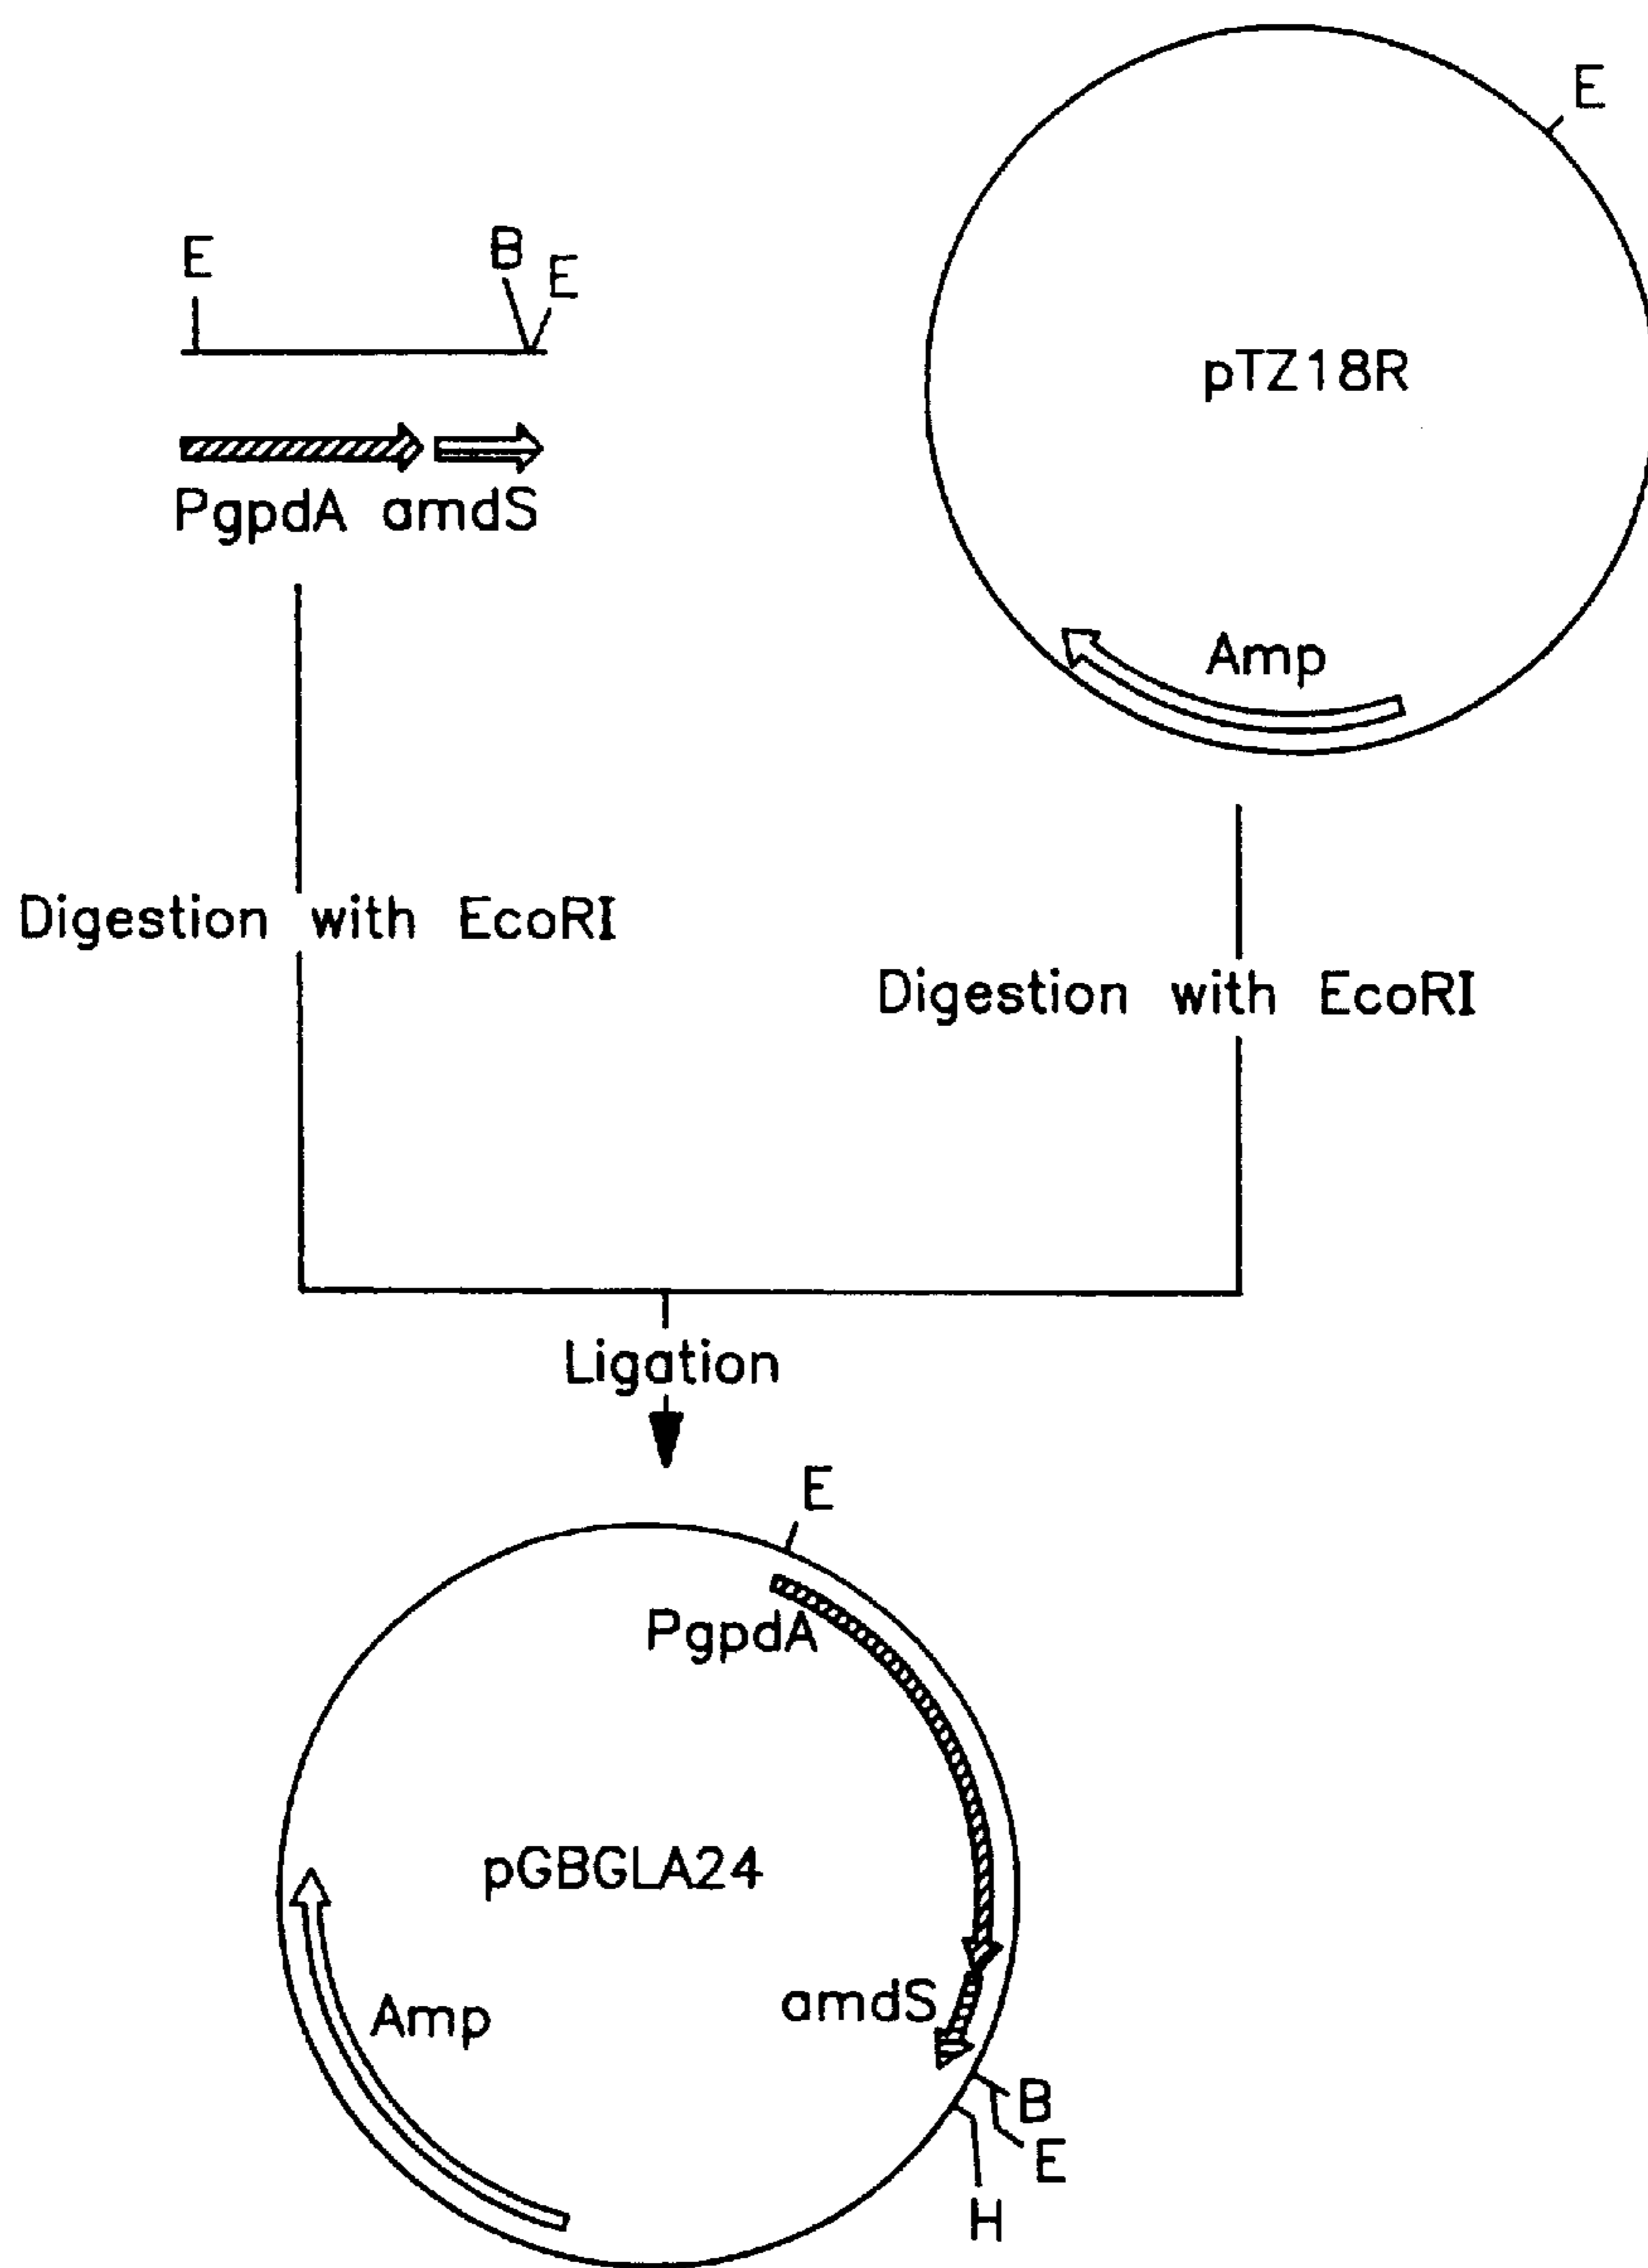 E
E
B
E
pTZ18R
PgpdA amdS
Amp
Digestion with EcoRI
Digestion with EcoRI
Ligation
E
PgpdA
pGBGLA24
amdS
Amp
B
E
H